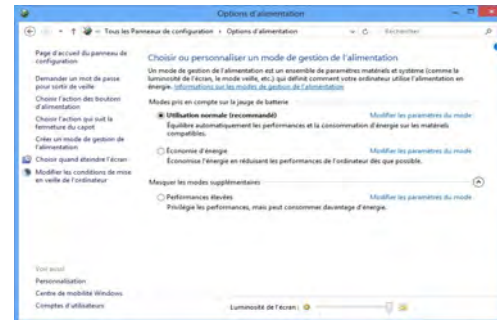 Options d'alimentation
Tous les Panneaux de configuration
Options d'alimentation
Rechercher
Page d'accueil du panneau de
configuration
Demander un mot de passe
pour sortir de veille
Choisir l'action des boutons
d'alimentation
Choisir l'action qui suit la
fermeture du capot
Créer un mode de gestion de
l'alimentation
Choisir quand éteindre l'écran
Modifier les conditions de mise
en veille de l'ordinateur
Choisir ou personnaliser un mode de gestion de l'alimentation
Un mode de gestion de l'alimentation est un ensemble de paramètres matériels et système (comme la
luminosité de l'écran, le mode veille, etc.) qui définit comment votre ordinateur utilise l'alimentation en
énergie. Informations sur les modes de gestion de l'alimentation
Modes pris en compte sur la jauge de batterie
Utilisation normale (recommandé) Modifier les paramètres du mode
Équilibre automatiquement les performances et la consommation d'énergie sur les matériels
compatibles.
Économie d'énergie Modifier les paramètres du mode
Économise l'énergie en réduisant les performances de l'ordinateur dès que possible.
Masquer les modes supplémentaires
Performances élevées Modifier les paramètres du mode
Privilégie les performances, mais peut consommer davantage d'énergie.
Voir aussi
Personnalisation
Centre de mobilité Windows
Comptes d'utilisateurs
Luminosité de l'écran :